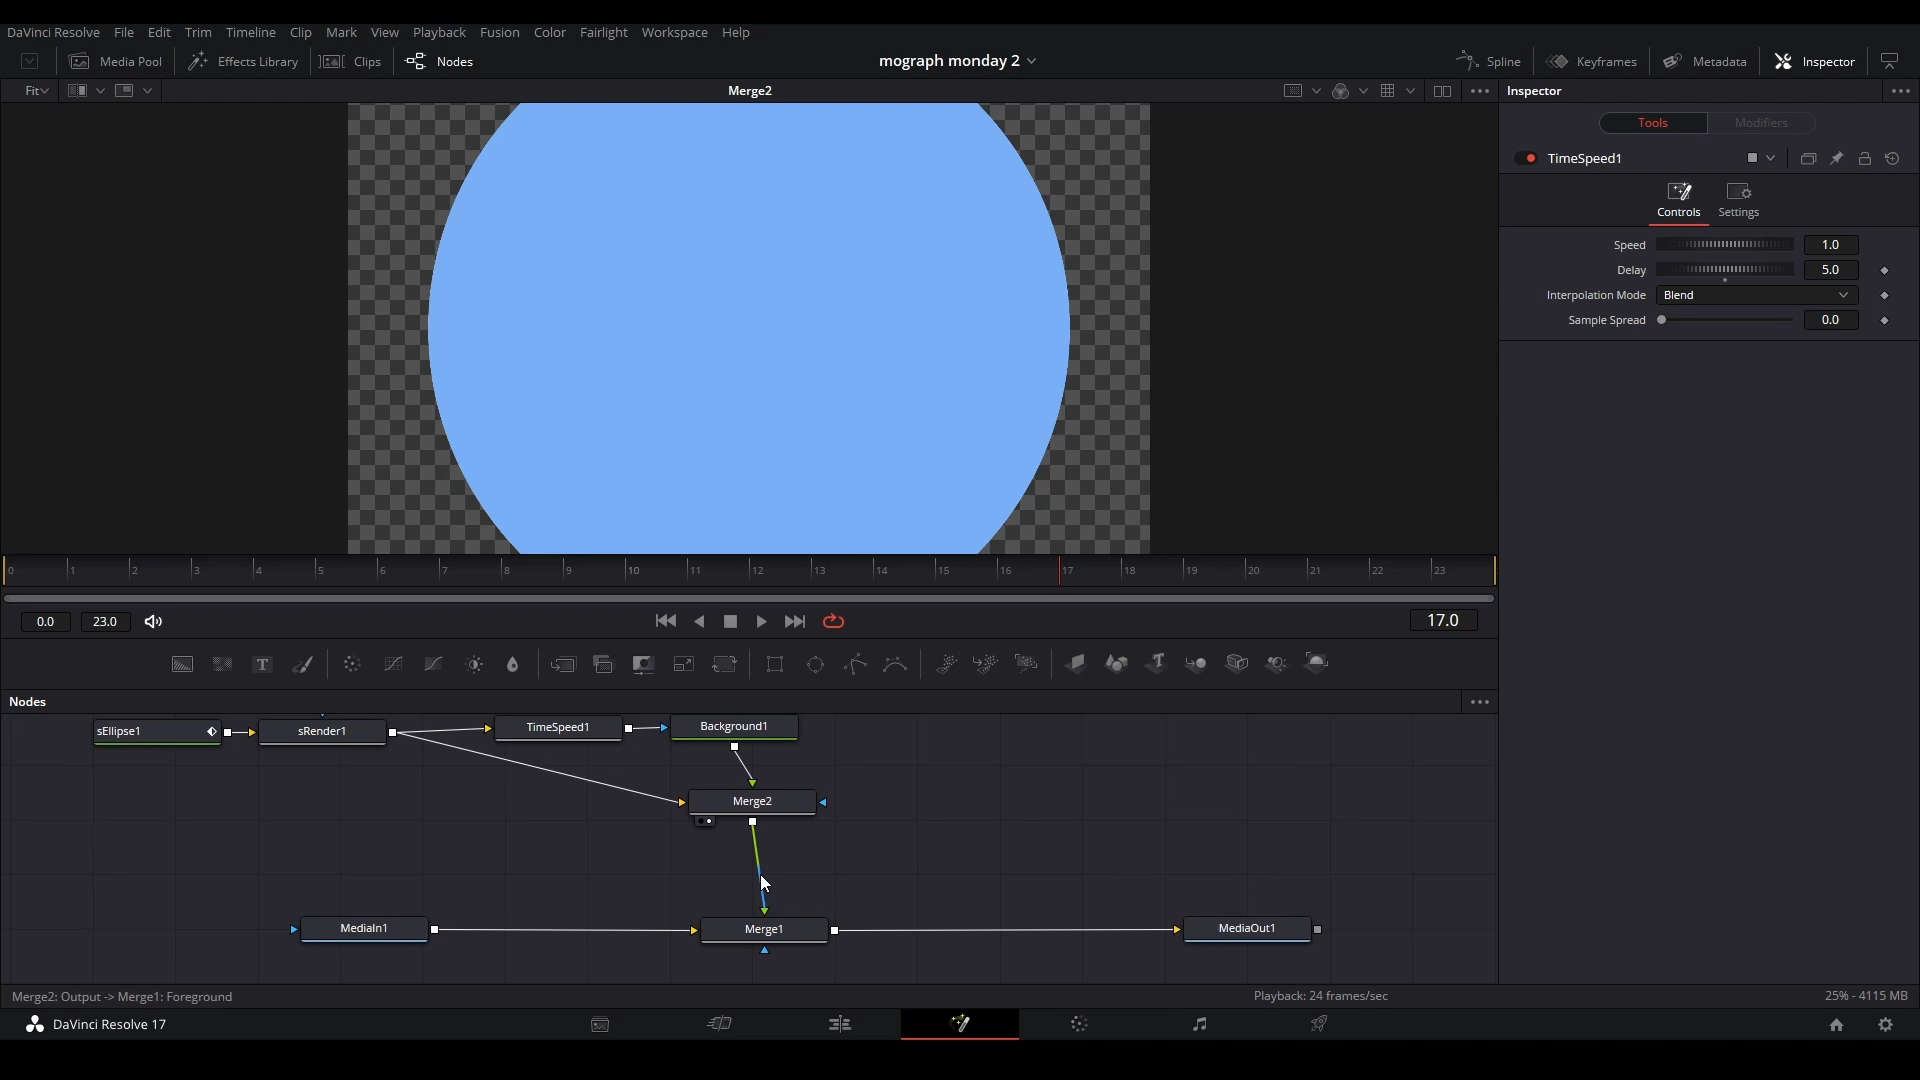 DaVinci Resolve File Edit Trim Timeline Clip Mark View Playback Fusion Color Fairlight Workspace Help
Media Pool Effects Library Clips Nodes mograph monday 2 Spline Keyframes Metadata Inspector
Fit Merge2 Inspector
Tools Modifiers
TimeSpeed1
Controls Settings
Speed 1.0
Delay 5.0
Interpolation Mode Blend
Sample Spread 0.0
0 1 2 3 4 5 6 7 8 9 10 11 12 13 14 15 16 17 18 19 20 21 22 23
0.0 23.0 17.0
T T
Nodes
sEllipse1 sRender1 TimeSpeed1 Background1
Merge2
MediaIn1 Merge1 MediaOut1
Merge2: Output -> Merge1: Foreground Playback: 24 frames/sec 25% - 4115 MB
DaVinci Resolve 17